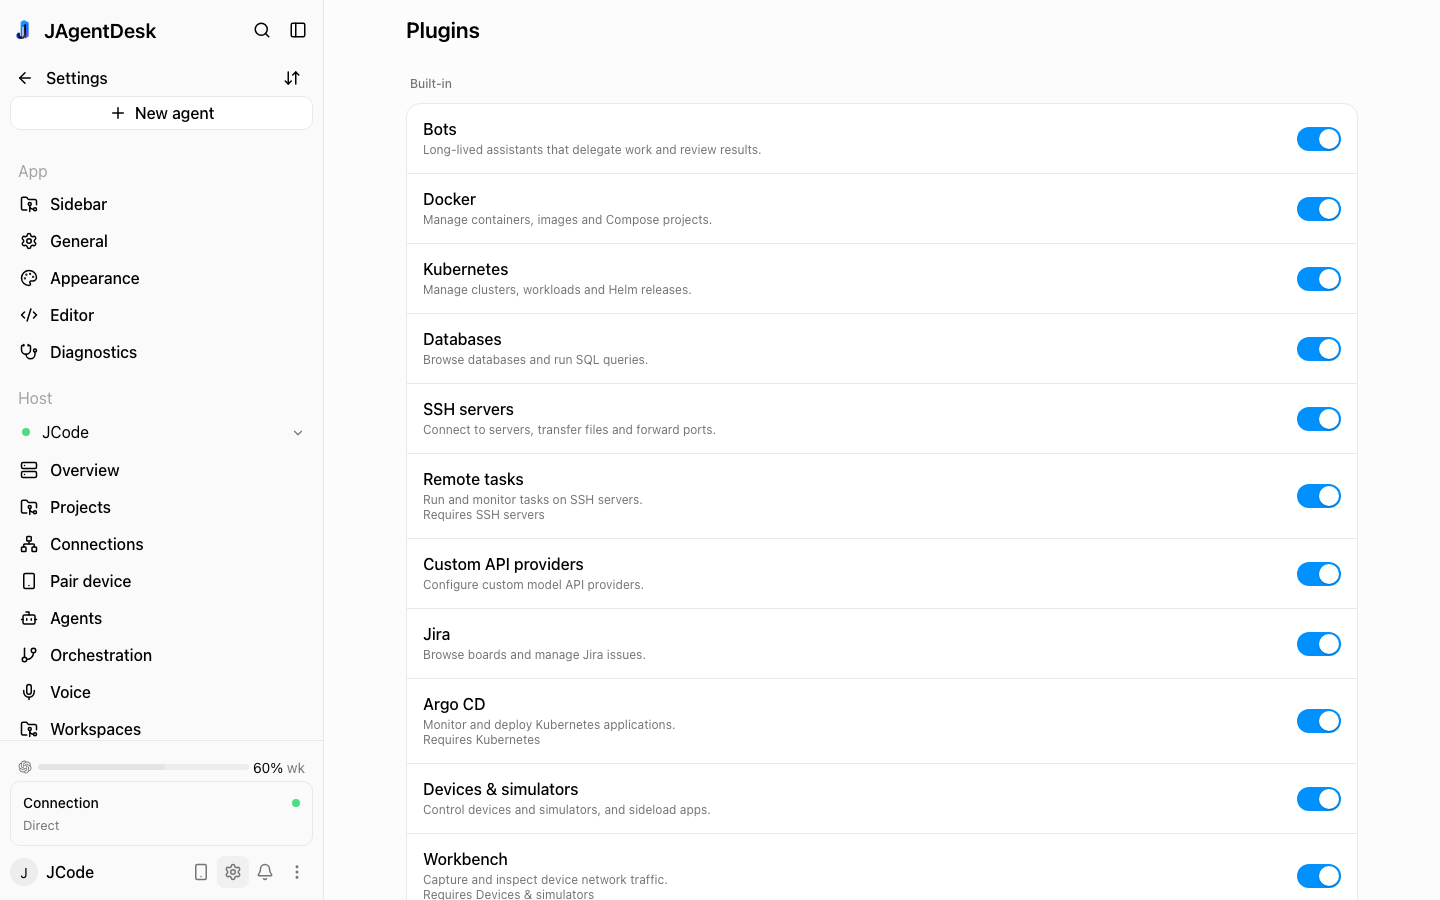 JAgentDesk
Settings
New agent
App
Sidebar
General
Appearance
Editor
Diagnostics
Host
JCode
Overview
Projects
Connections
Pair device
Agents
Orchestration
Voice
Workspaces
60% wk
Connection
Direct
J
JCode
Plugins
Built-in
Bots
Long-lived assistants that delegate work and review results.
Docker
Manage containers, images and Compose projects.
Kubernetes
Manage clusters, workloads and Helm releases.
Databases
Browse databases and run SQL queries.
SSH servers
Connect to servers, transfer files and forward ports.
Remote tasks
Run and monitor tasks on SSH servers.
Requires SSH servers
Custom API providers
Configure custom model API providers.
Jira
Browse boards and manage Jira issues.
Argo CD
Monitor and deploy Kubernetes applications.
Requires Kubernetes
Devices & simulators
Control devices and simulators, and sideload apps.
Workbench
Capture and inspect device network traffic.
Requires Devices & simulators